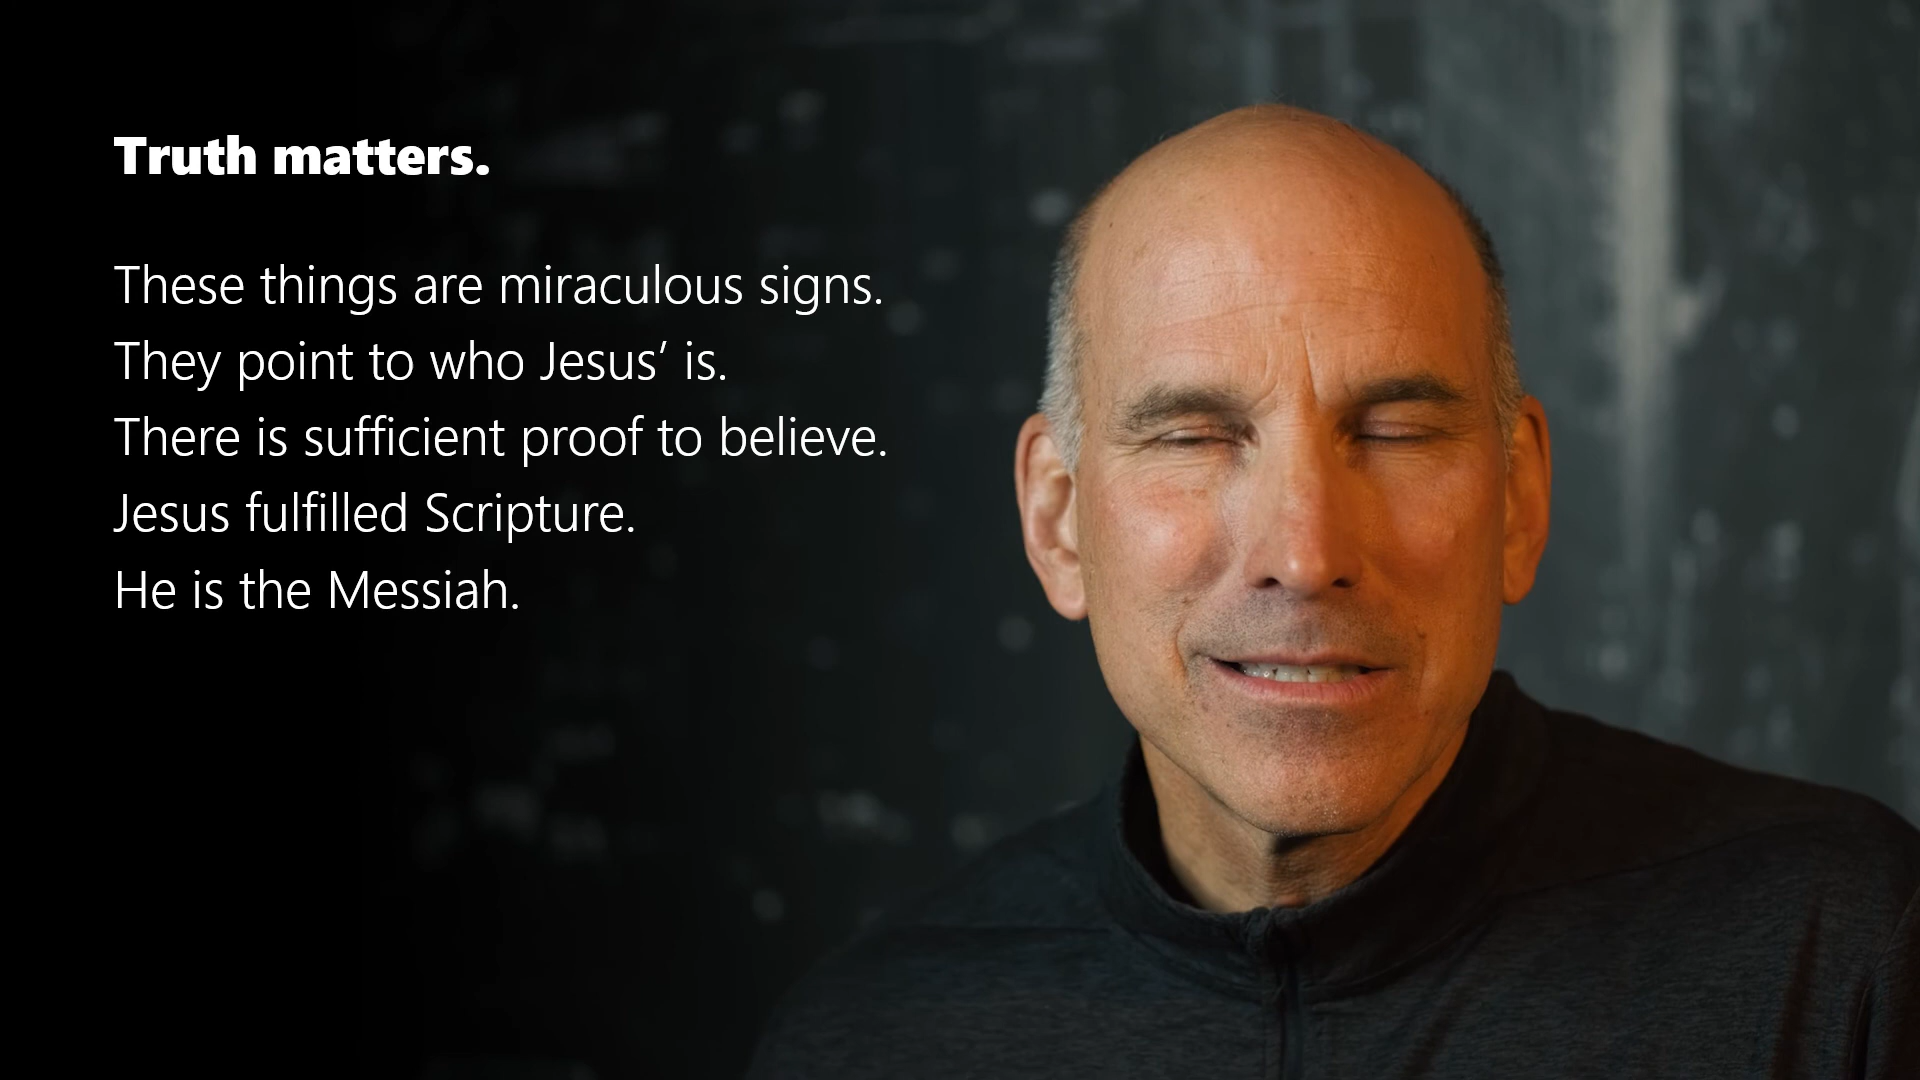 Truth matters.
These things are miraculous signs.
They point to who Jesus’ is.
There is sufficient proof to believe.
Jesus fulfilled Scripture.
He is the Messiah.